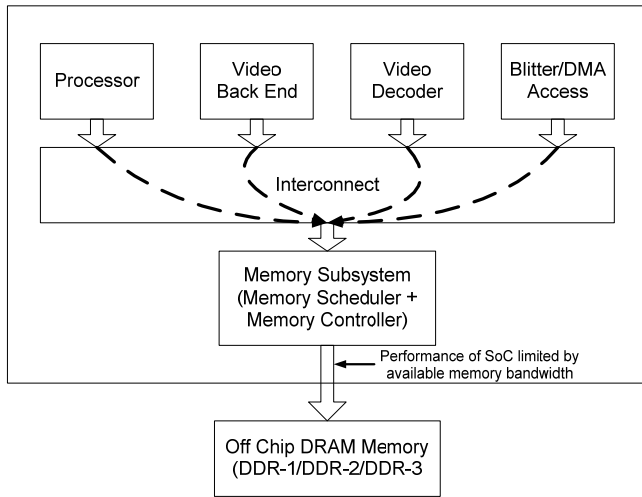 Processor
Video
Back End
Video
Decoder
Blitter/DMA
Access
Interconnect
Memory Subsystem
(Memory Scheduler +
Memory Controller)
Performance of SoC limited by
available memory bandwidth
Off Chip DRAM Memory
(DDR-1/DDR-2/DDR-3